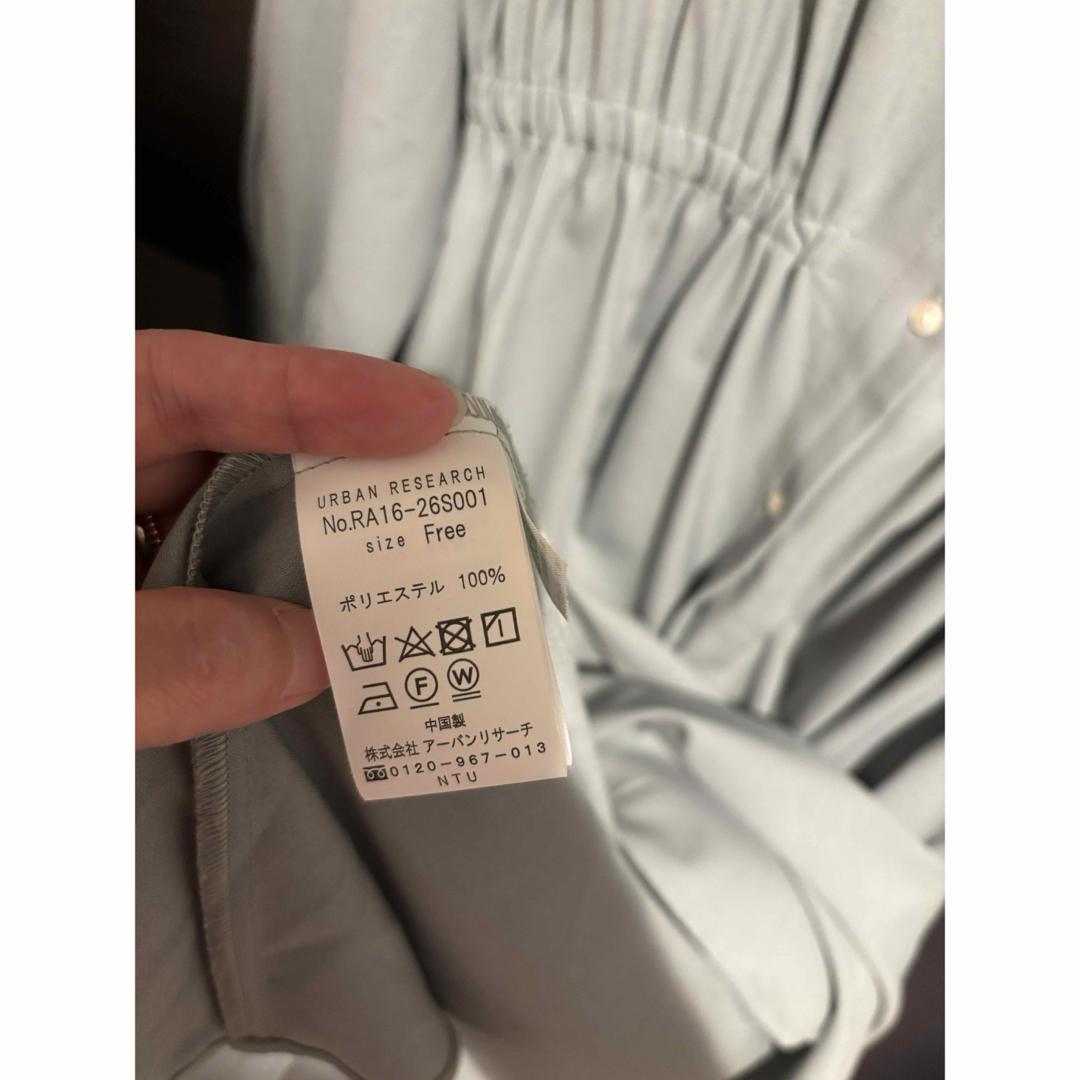 URBAN RESEARCH
No.RA16-26S001
size Free
ポリエステル 100%
F W
中国製
株式会社 アーバンリサーチ
0120-967-013
NTU